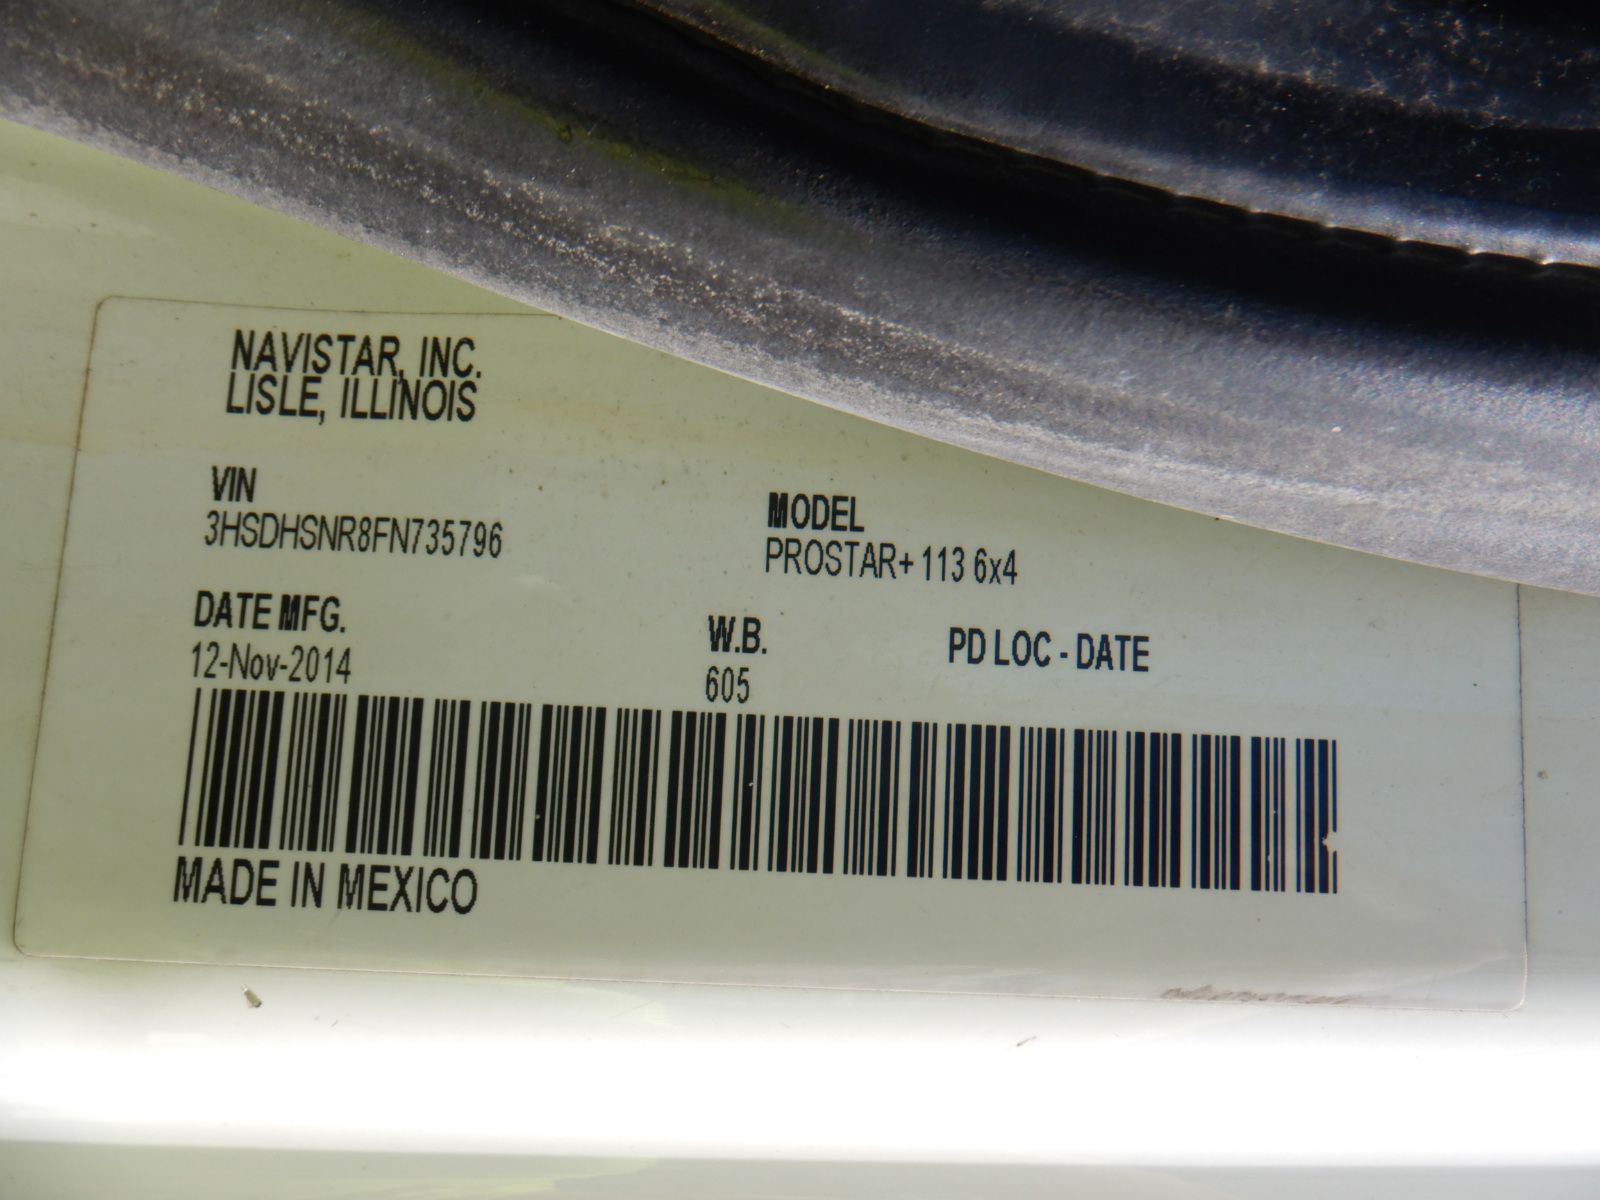 NAVISTAR, INC.
LISLE, ILLINOIS
VIN
3HSDHSNR8FN735796
MODEL
PROSTAR+ 113 6x4
DATE MFG.
12-Nov-2014
W.B.
605
PD LOC - DATE
MADE IN MEXICO